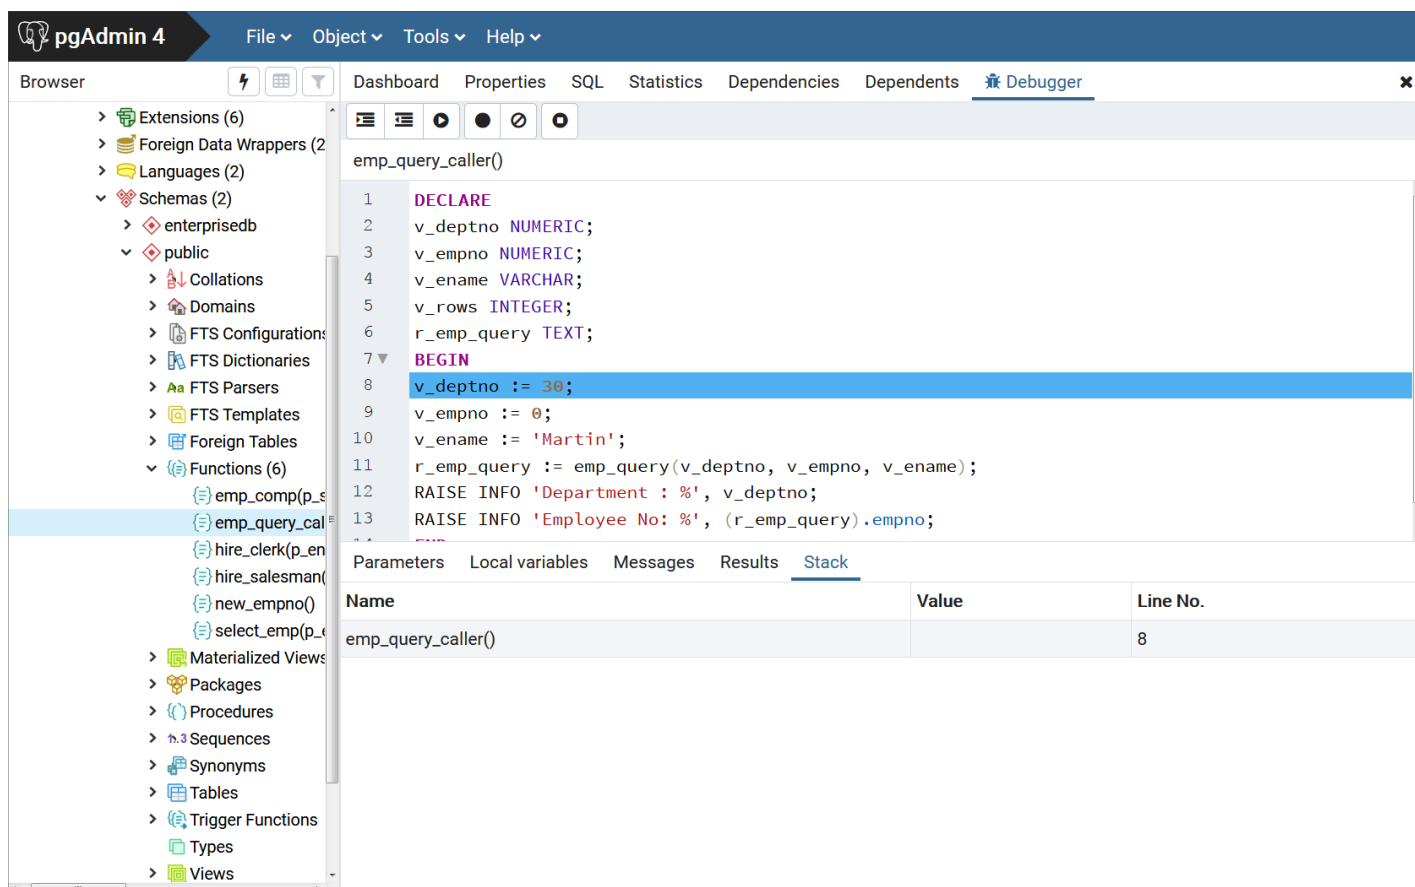 pgAdmin 4 File Object Tools Help
Browser Dashboard Properties SQL Statistics Dependencies Dependents Debugger
Extensions (6)
Foreign Data Wrappers (2
Languages (2)
Schemas (2)
enterprisedb
public
Collations
Domains
FTS Configurations
FTS Dictionaries
FTS Parsers
FTS Templates
Foreign Tables
Functions (6)
emp_comp(p_s
emp_query_cal
hire_clerk(p_en
hire_salesman(
new_empno()
select_emp(p_e
Materialized Views
Packages
Procedures
1..3 Sequences
Synonyms
Tables
Trigger Functions
Types
Views
emp_query_caller()
1 DECLARE
2 v_deptno NUMERIC;
3 v_empno NUMERIC;
4 v_ename VARCHAR;
5 v_rows INTEGER;
6 r_emp_query TEXT;
7 BEGIN
8 v_deptno := 30;
9 v_empno := 0;
10 v_ename := 'Martin';
11 r_emp_query := emp_query(v_deptno, v_empno, v_ename);
12 RAISE INFO 'Department : %', v_deptno;
13 RAISE INFO 'Employee No: %', (r_emp_query).empno;
Parameters Local variables Messages Results Stack
Name Value Line No.
emp_query_caller() 8